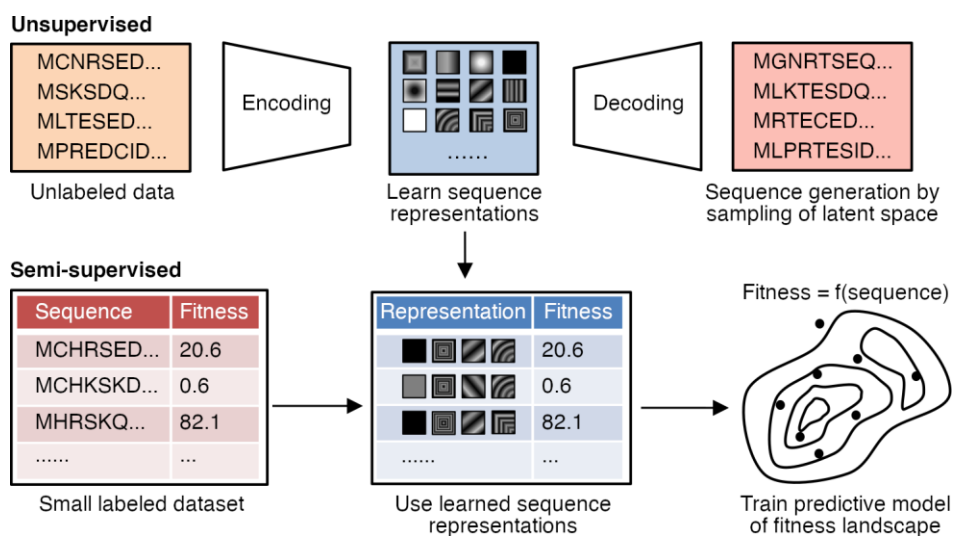 Unsupervised
MCNRSED...
MSKSDQ...
MLTESED...
MPREDCID...
Unlabeled data
Encoding
......
Learn sequence
representations
Decoding
MGNRTSEQ...
MLKTESDQ...
MRTECED...
MLPRTESID...
Sequence generation by
sampling of latent space
Semi-supervised
Sequence Fitness
MCHRSED... 20.6
MCHKSKD... 0.6
MHRSKQ... 82.1
...... ...
Small labeled dataset
Representation Fitness
20.6
0.6
82.1
...... ...
Use learned sequence
representations
Fitness = f(sequence)
Train predictive model
of fitness landscape